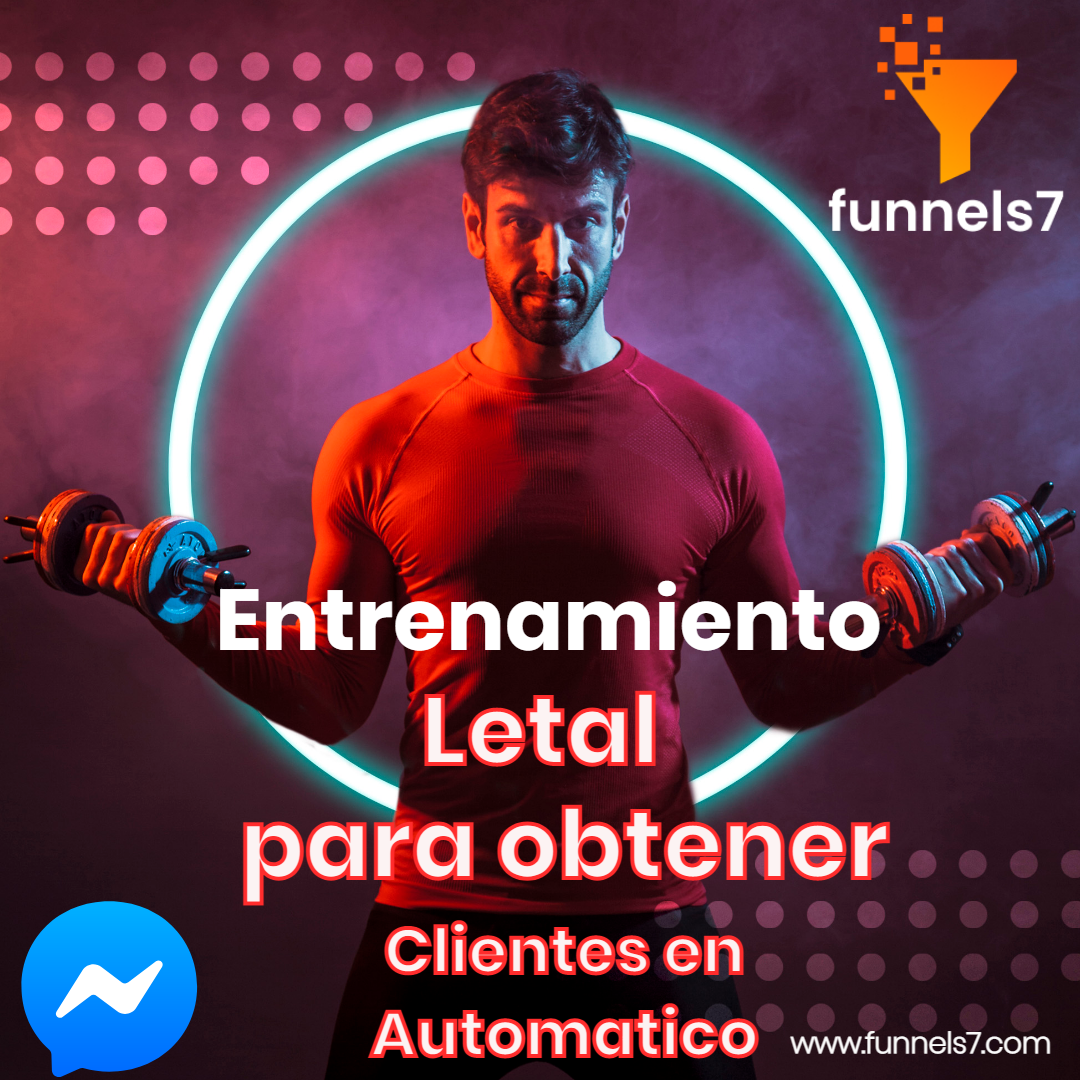 funnels7
Entrenamiento
Letal
para obtener
Clientes en
Automatico
www.funnels7.com